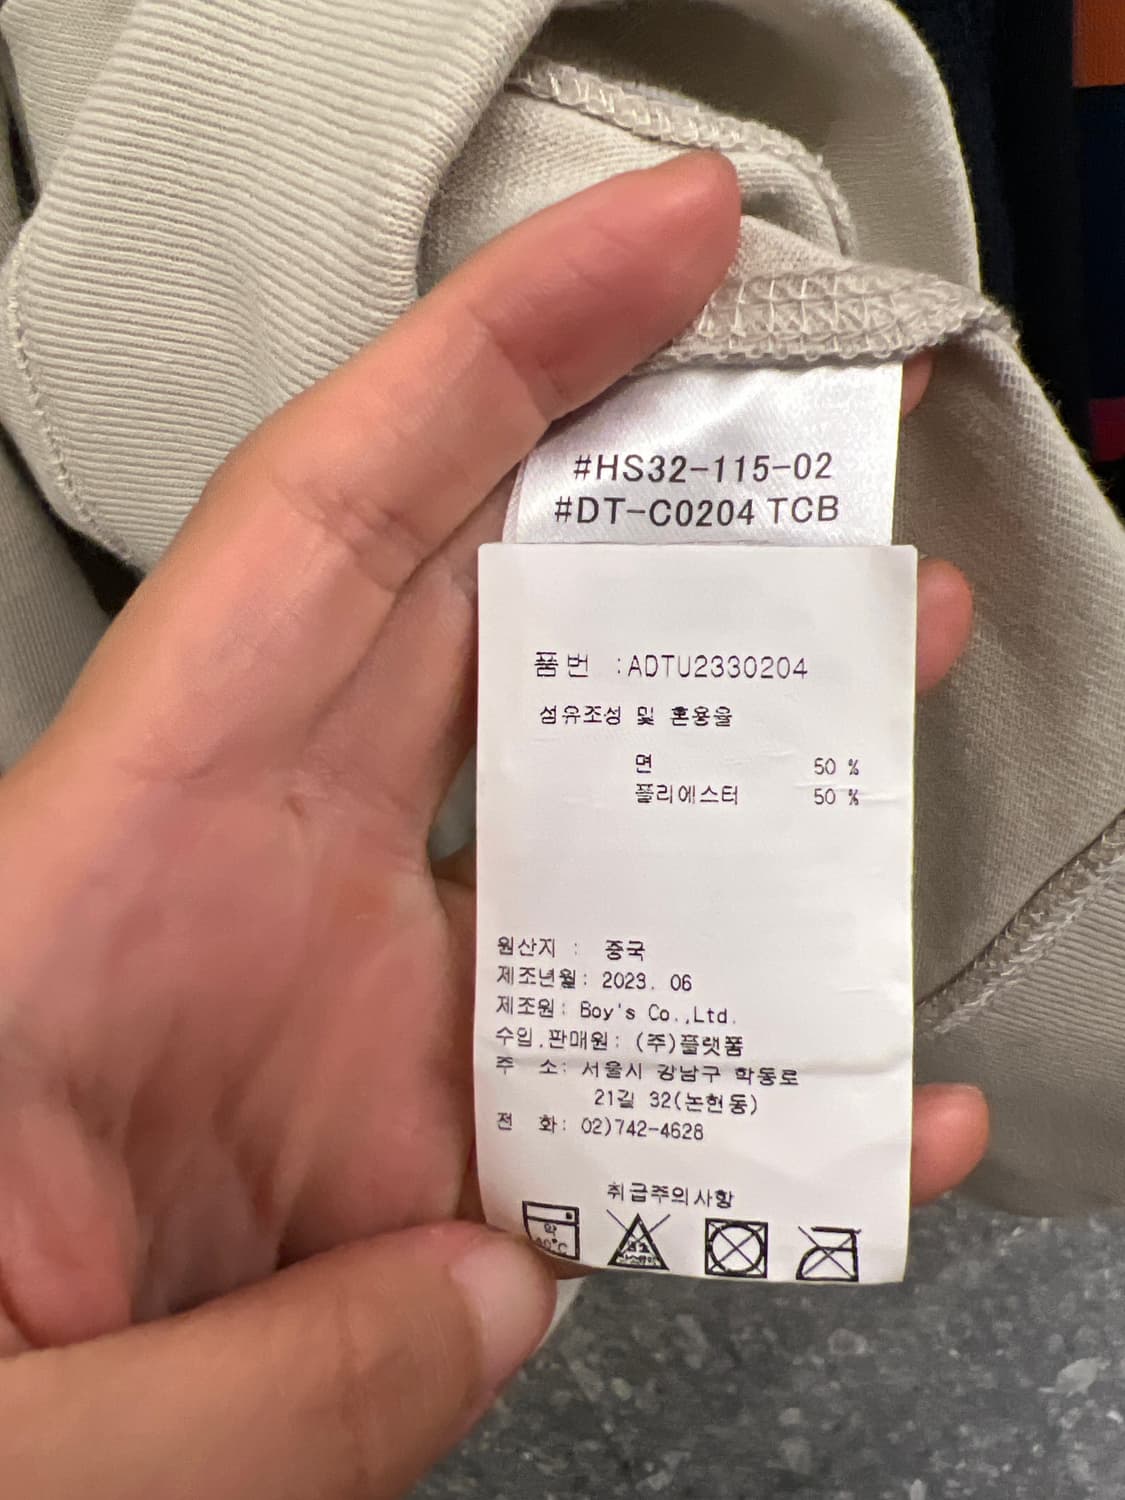 #HS32-115-02
#DT-C0204 TCB
품번 :ADTU2330204
섬유조성 및 혼용율
면 50 %
폴리에스터 50 %
원산지 : 중국
제조년월: 2023. 06
제조원: Boy's Co.,Ltd.
수입.판매원: (주)플랫폼
주 소: 서울시 강남구 학동로
21길 32(논현동)
전 화: 02)742-4628
취급주의사항
약
40℃